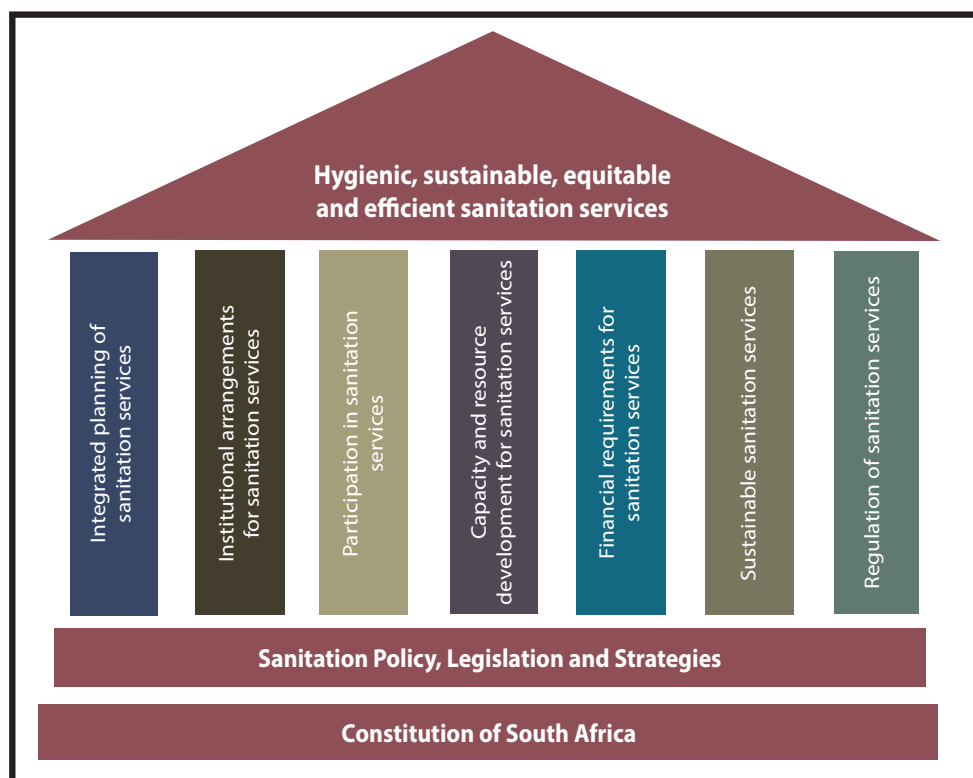 Hygienic, sustainable, equitable
and efficient sanitation services
Integrated planning of
sanitation services
Institutional arrangements
for sanitation services
Participation in sanitation
services
Capacity and resource
development for sanitation services
Financial requirements for
sanitation services
Sustainable sanitation services
Regulation of sanitation services
Sanitation Policy, Legislation and Strategies
Constitution of South Africa